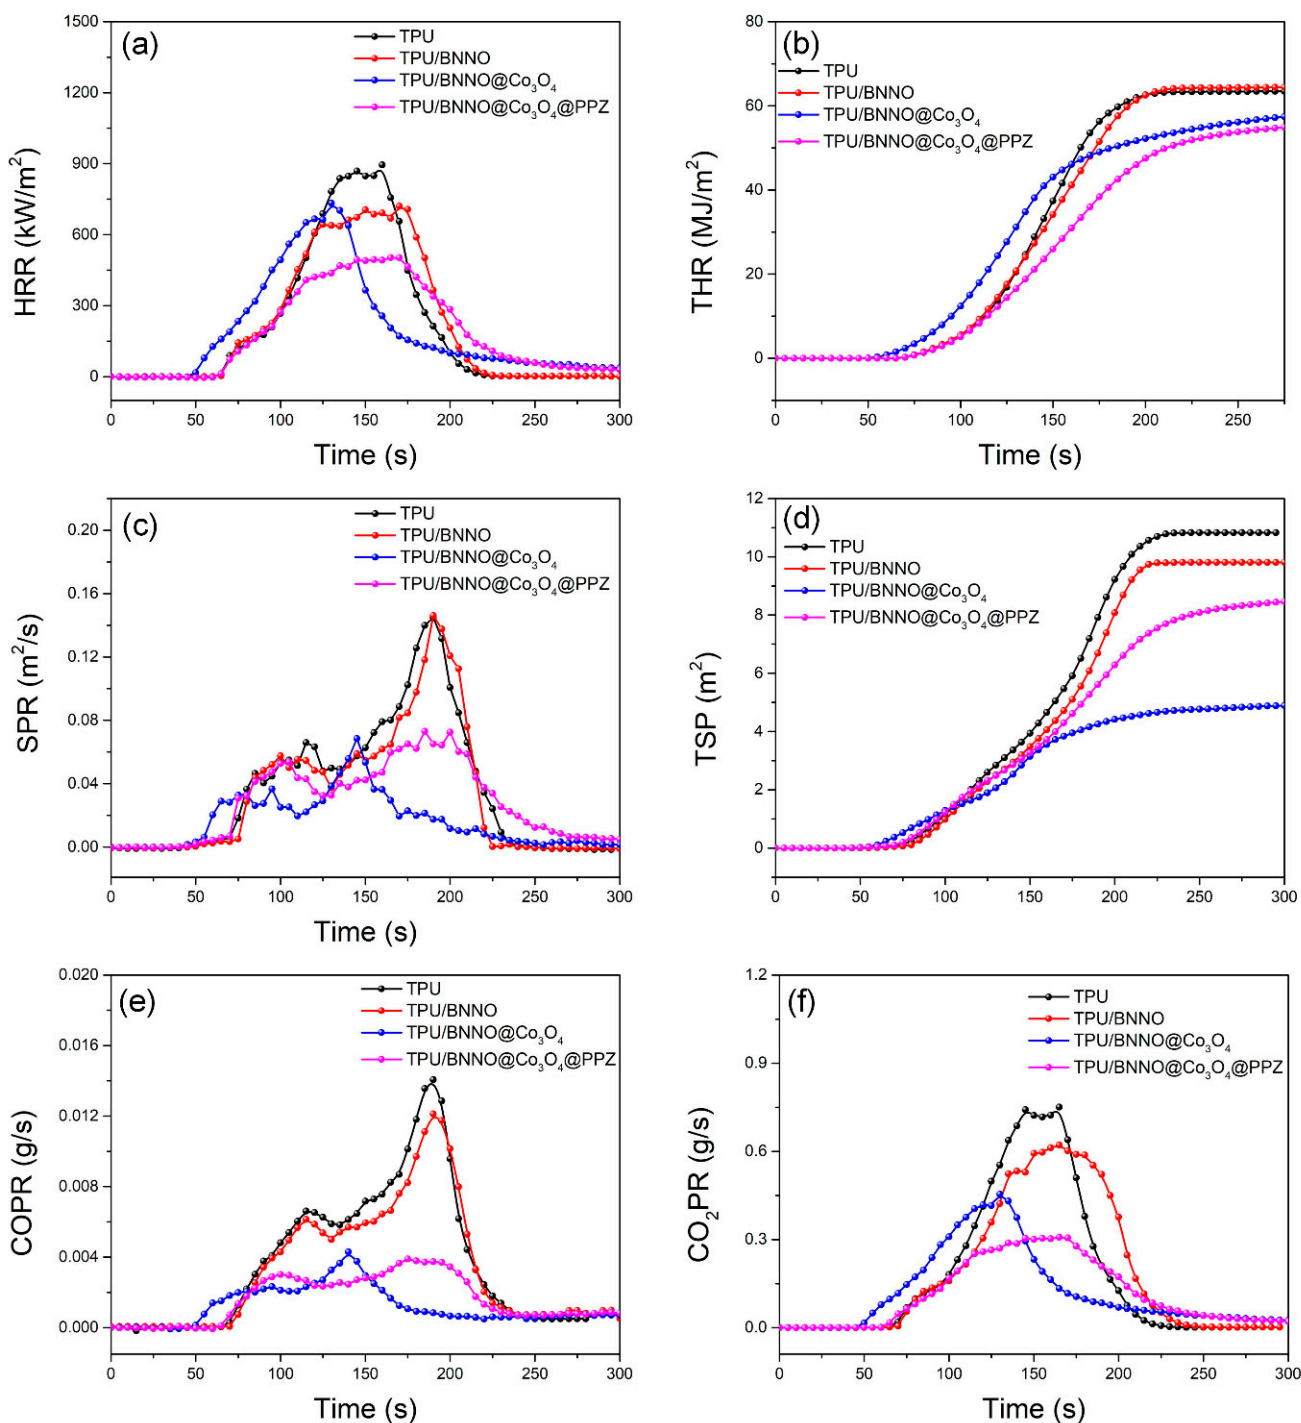 (a)
TPU
TPU/BNNO
TPU/BNNO@Co₃O₄
TPU/BNNO@Co₃O₄@PPZ
HRR (kW/m²)
1500
1200
900
600
300
0
0 50 100 150 200 250 300
Time (s)
(b)
TPU
TPU/BNNO
TPU/BNNO@Co₃O₄
TPU/BNNO@Co₃O₄@PPZ
THR (MJ/m²)
80
60
40
20
0
0 50 100 150 200 250
Time (s)
(c)
TPU
TPU/BNNO
TPU/BNNO@Co₃O₄
TPU/BNNO@Co₃O₄@PPZ
SPR (m²/s)
0.20
0.16
0.12
0.08
0.04
0.00
0 50 100 150 200 250 300
Time (s)
(d)
TPU
TPU/BNNO
TPU/BNNO@Co₃O₄
TPU/BNNO@Co₃O₄@PPZ
TSP (m²)
12
10
8
6
4
2
0
0 50 100 150 200 250 300
Time (s)
(e)
TPU
TPU/BNNO
TPU/BNNO@Co₃O₄
TPU/BNNO@Co₃O₄@PPZ
COPR (g/s)
0.020
0.016
0.012
0.008
0.004
0.000
0 50 100 150 200 250 300
Time (s)
(f)
TPU
TPU/BNNO
TPU/BNNO@Co₃O₄
TPU/BNNO@Co₃O₄@PPZ
CO₂PR (g/s)
1.2
0.9
0.6
0.3
0.0
0 50 100 150 200 250 300
Time (s)